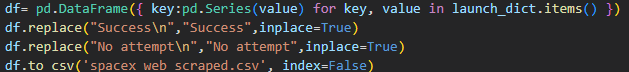 df= pd.DataFrame({ key:pd.Series(value) for key, value in launch_dict.items() })
df.replace("Success\n","Success",inplace=True)
df.replace("No attempt\n","No attempt",inplace=True)
df.to_csv('spacex_web_scraped.csv', index=False)